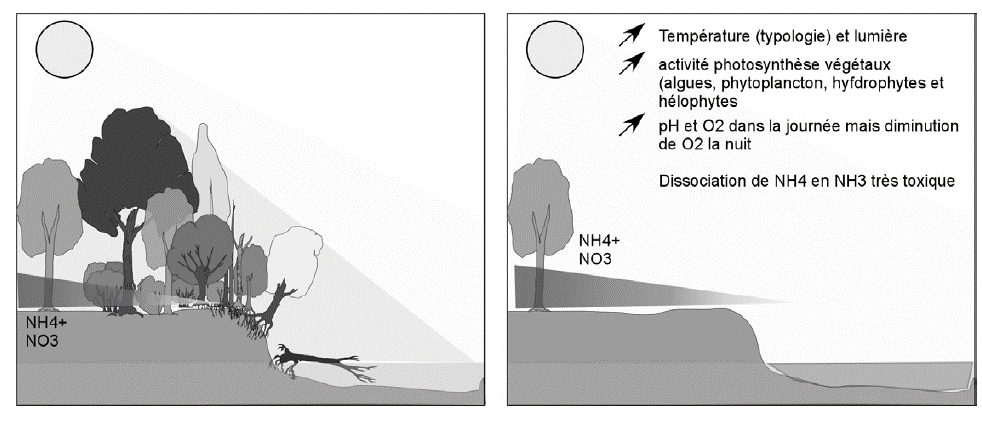 NH4+
NO3
Température (typologie) et lumière
activité photosynthèse végétaux
(algues, phytoplancton, hyfdrophytes et
hélophytes
pH et O2 dans la journée mais diminution
de O2 la nuit
Dissociation de NH4 en NH3 très toxique
NH4+
NO3